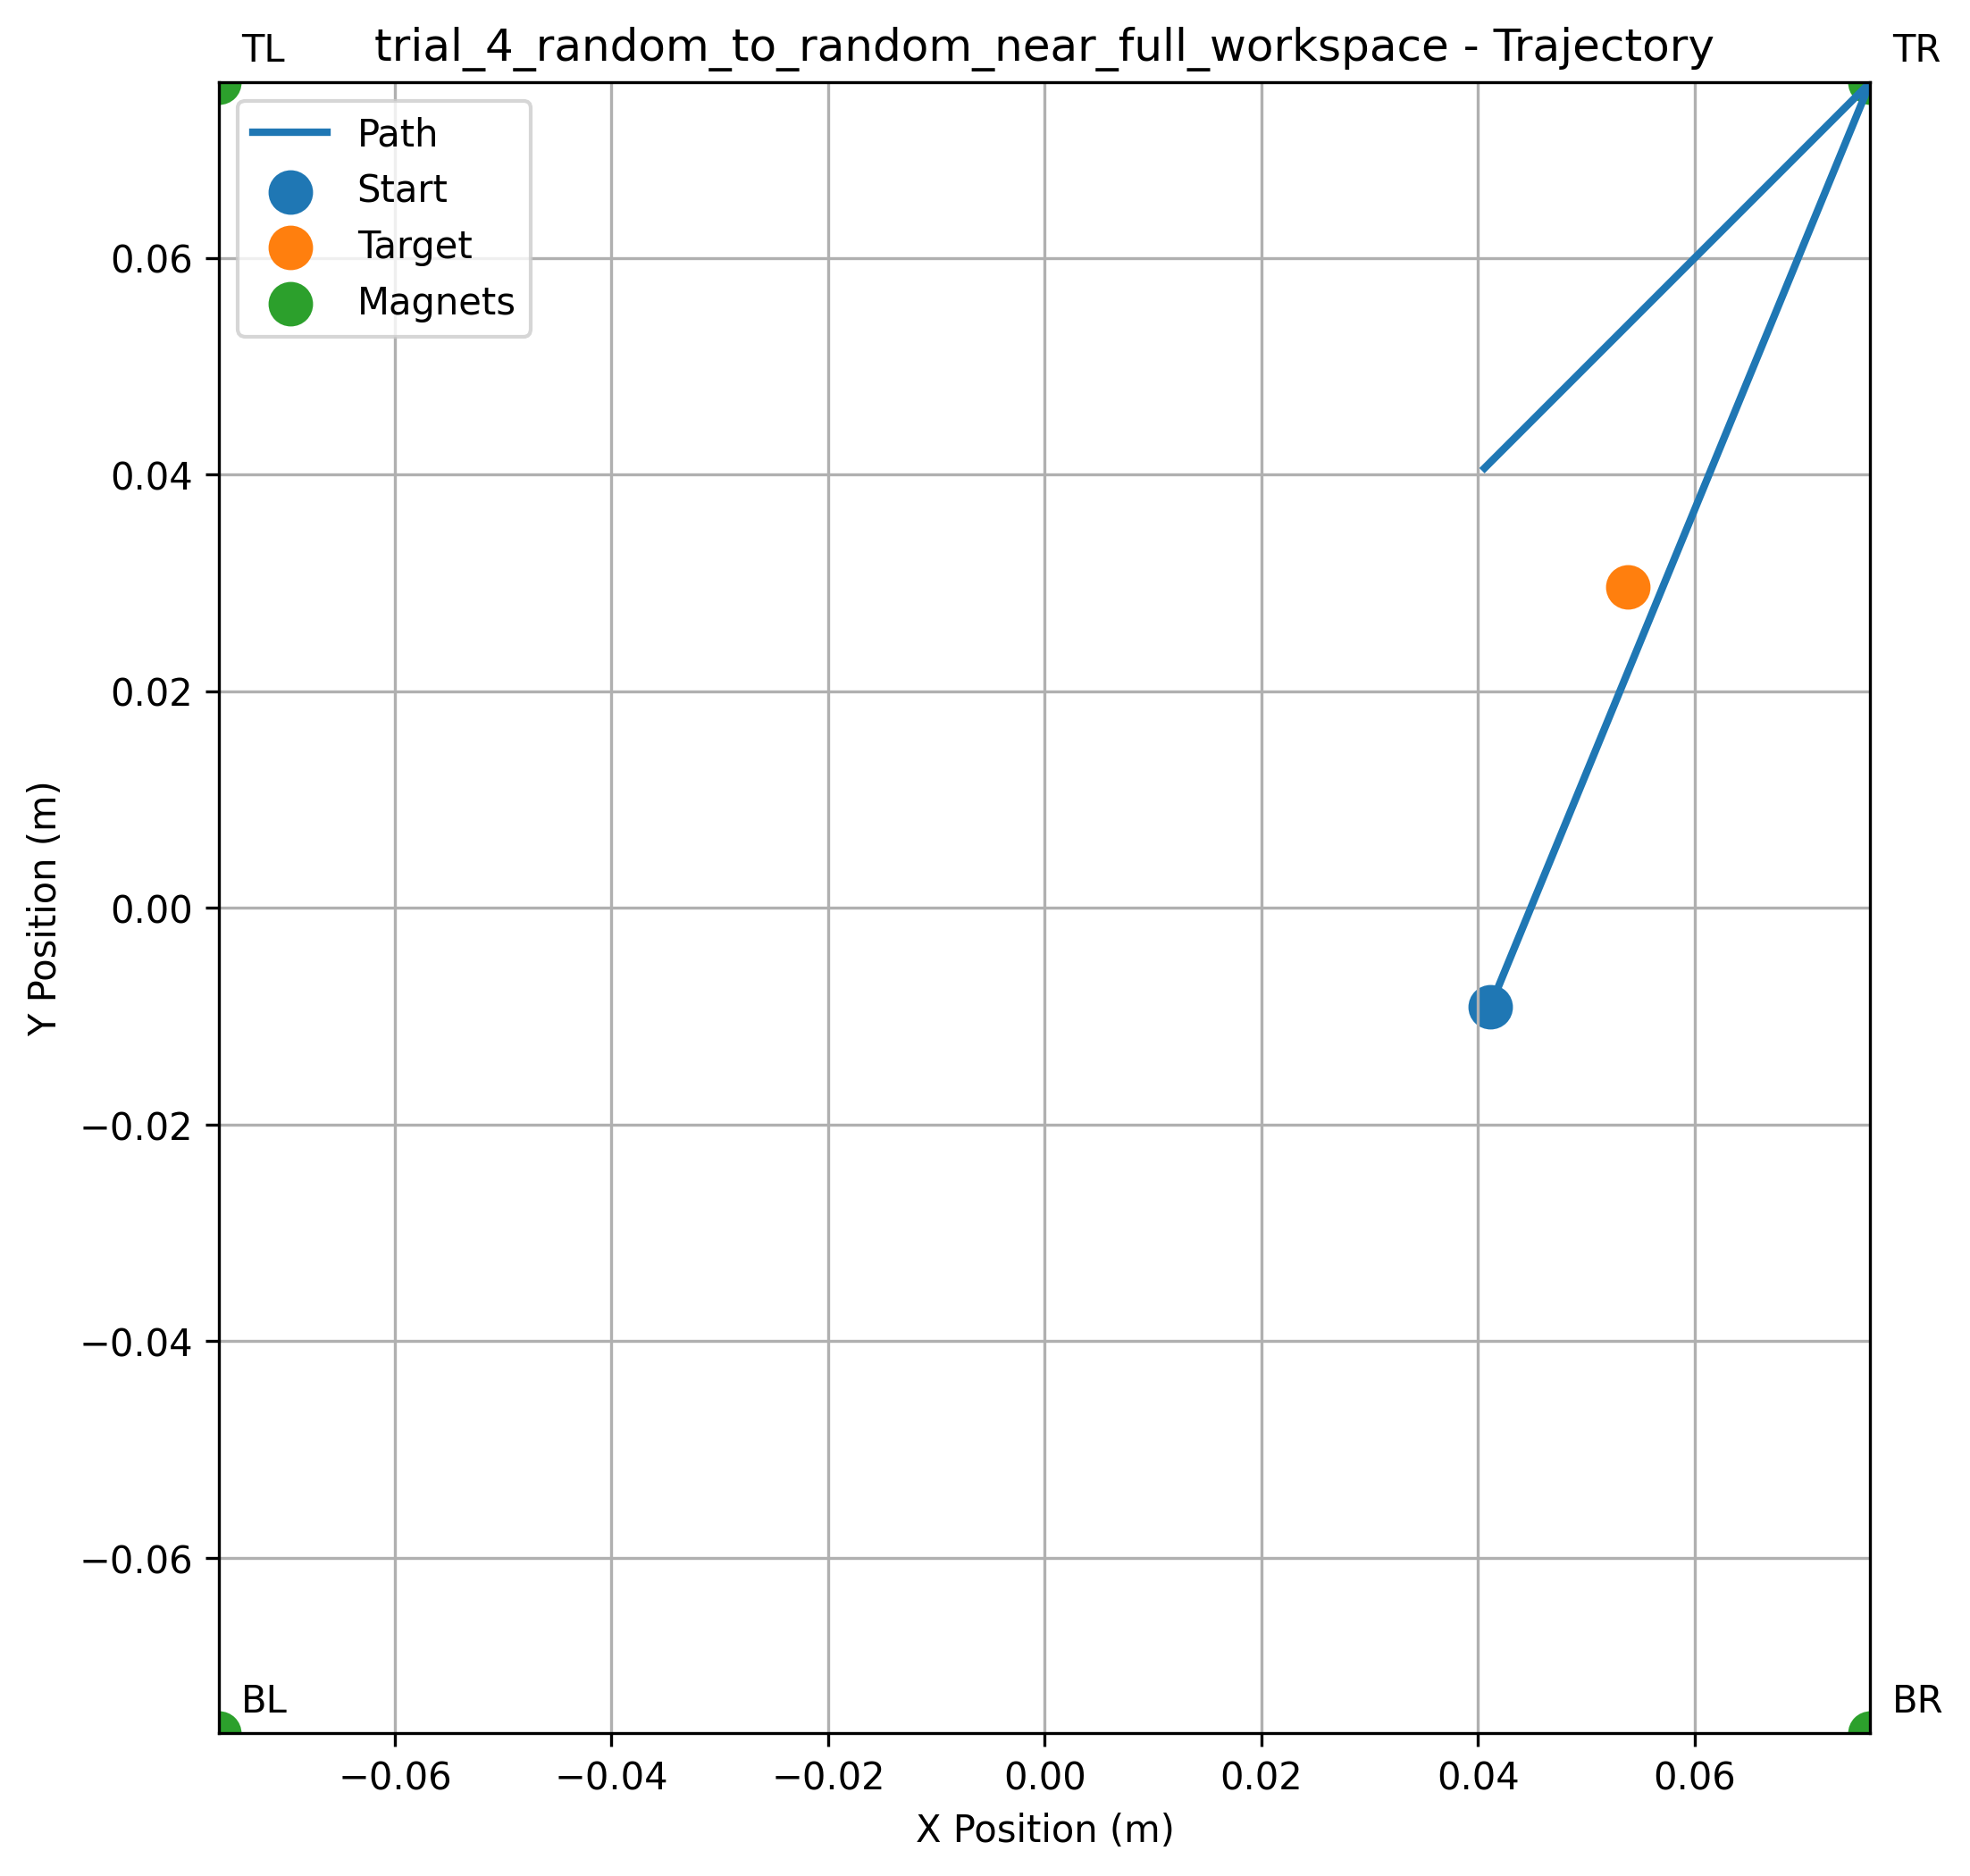 TL
trial_4_random_to_random_near_full_workspace - Trajectory
TR
Path
Start
Target
Magnets
0.06
0.04
0.02
0.00
−0.02
−0.04
−0.06
Y Position (m)
BL
BR
−0.06
−0.04
−0.02
0.00
0.02
0.04
0.06
X Position (m)